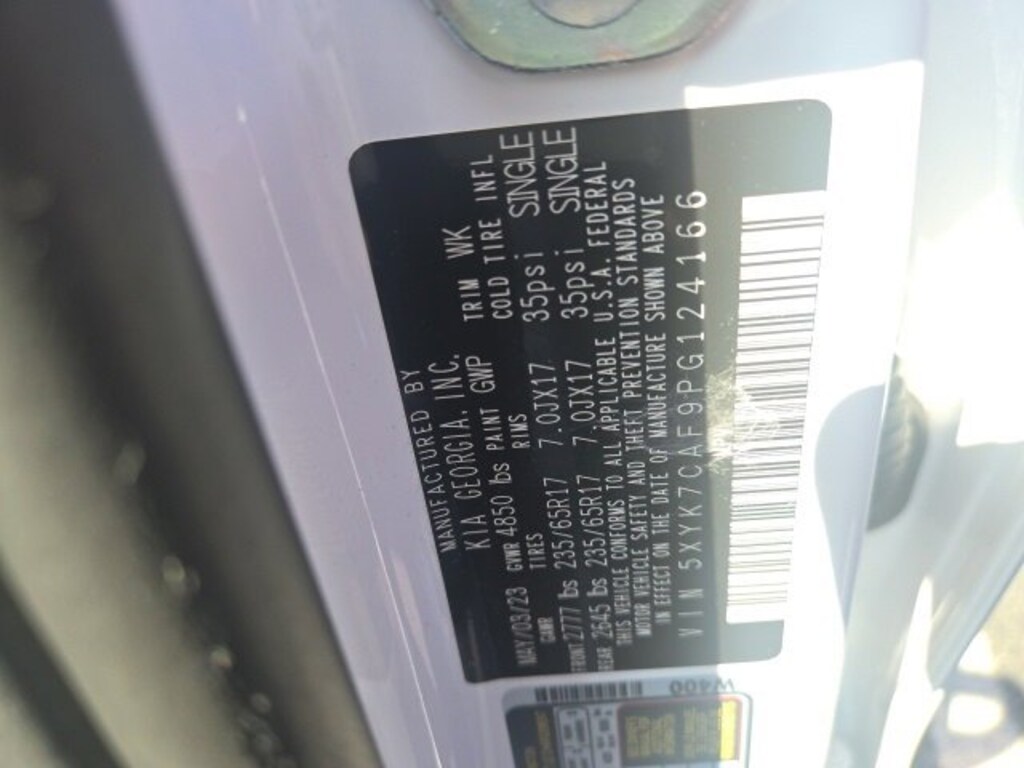 MANUFACTURED BY
KIA GEORGIA, INC.
MAY/03/23 GVWR 4850 lbs PAINT GWP TRIM WK
GAWR TIRES RIMS COLD TIRE INFL
FRONT 2777 lbs 235/65R17 7.0JX17 35psi SINGLE
REAR 2545 lbs 235/65R17 7.0JX17 35psi SINGLE
THIS VEHICLE CONFORMS TO ALL APPLICABLE U.S.A. FEDERAL
MOTOR VEHICLE SAFETY AND THEFT PREVENTION STANDARDS
IN EFFECT ON THE DATE OF MANUFACTURE SHOWN ABOVE
VIN 5XYK7CAF9PG124166
W400